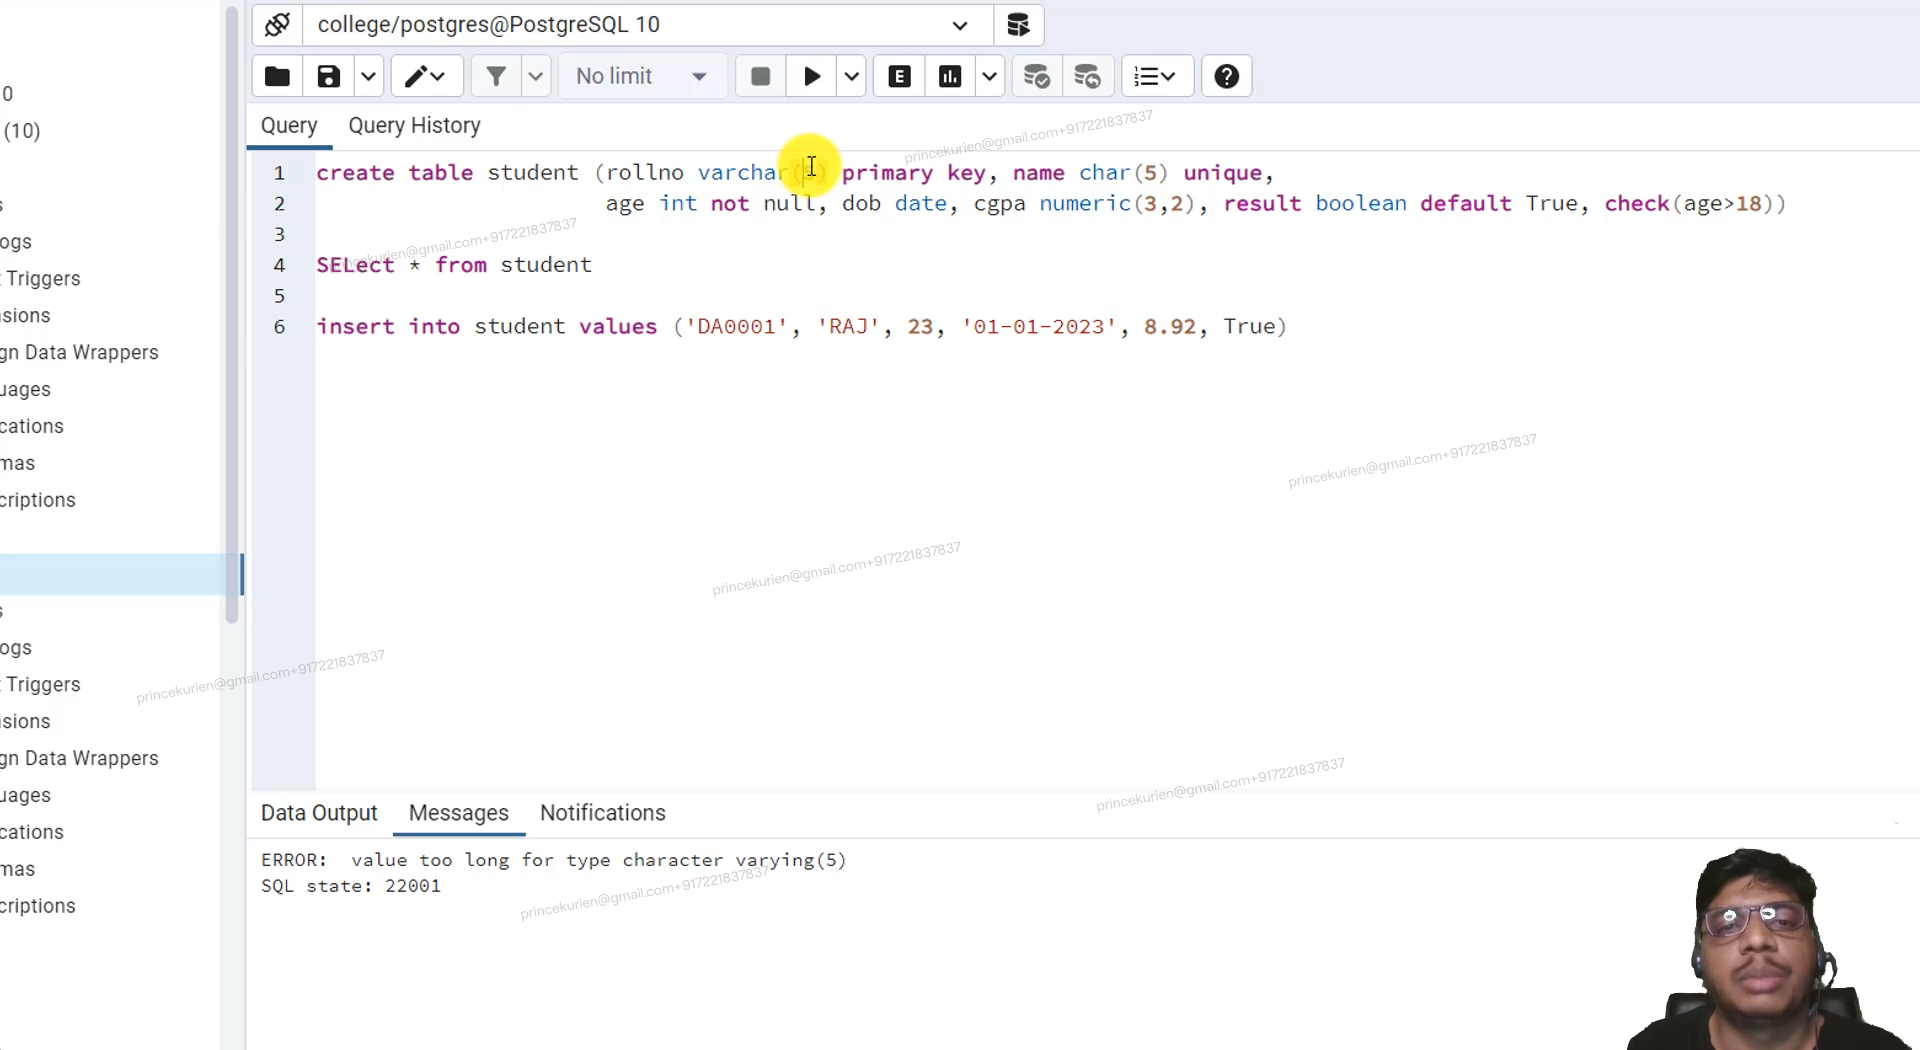 college/postgres@PostgreSQL 10
No limit
E
Query Query History
0
(10)
s
ogs
t Triggers
sions
gn Data Wrappers
uages
cations
mas
criptions
s
ogs
t Triggers
sions
gn Data Wrappers
uages
cations
mas
criptions
1 create table student (rollno varchar(5) primary key, name char(5) unique,
2 age int not null, dob date, cgpa numeric(3,2), result boolean default True, check(age>18))
3
4 SELect * from student
5
6 insert into student values ('DA0001', 'RAJ', 23, '01-01-2023', 8.92, True)
princekurien@gmail.com+917221837837
princekurien@gmail.com+917221837837
princekurien@gmail.com+917221837837
princekurien@gmail.com+917221837837
princekurien@gmail.com+917221837837
princekurien@gmail.com+917221837837
princekurien@gmail.com+917221837837
Data Output Messages Notifications
ERROR: value too long for type character varying(5)
SQL state: 22001